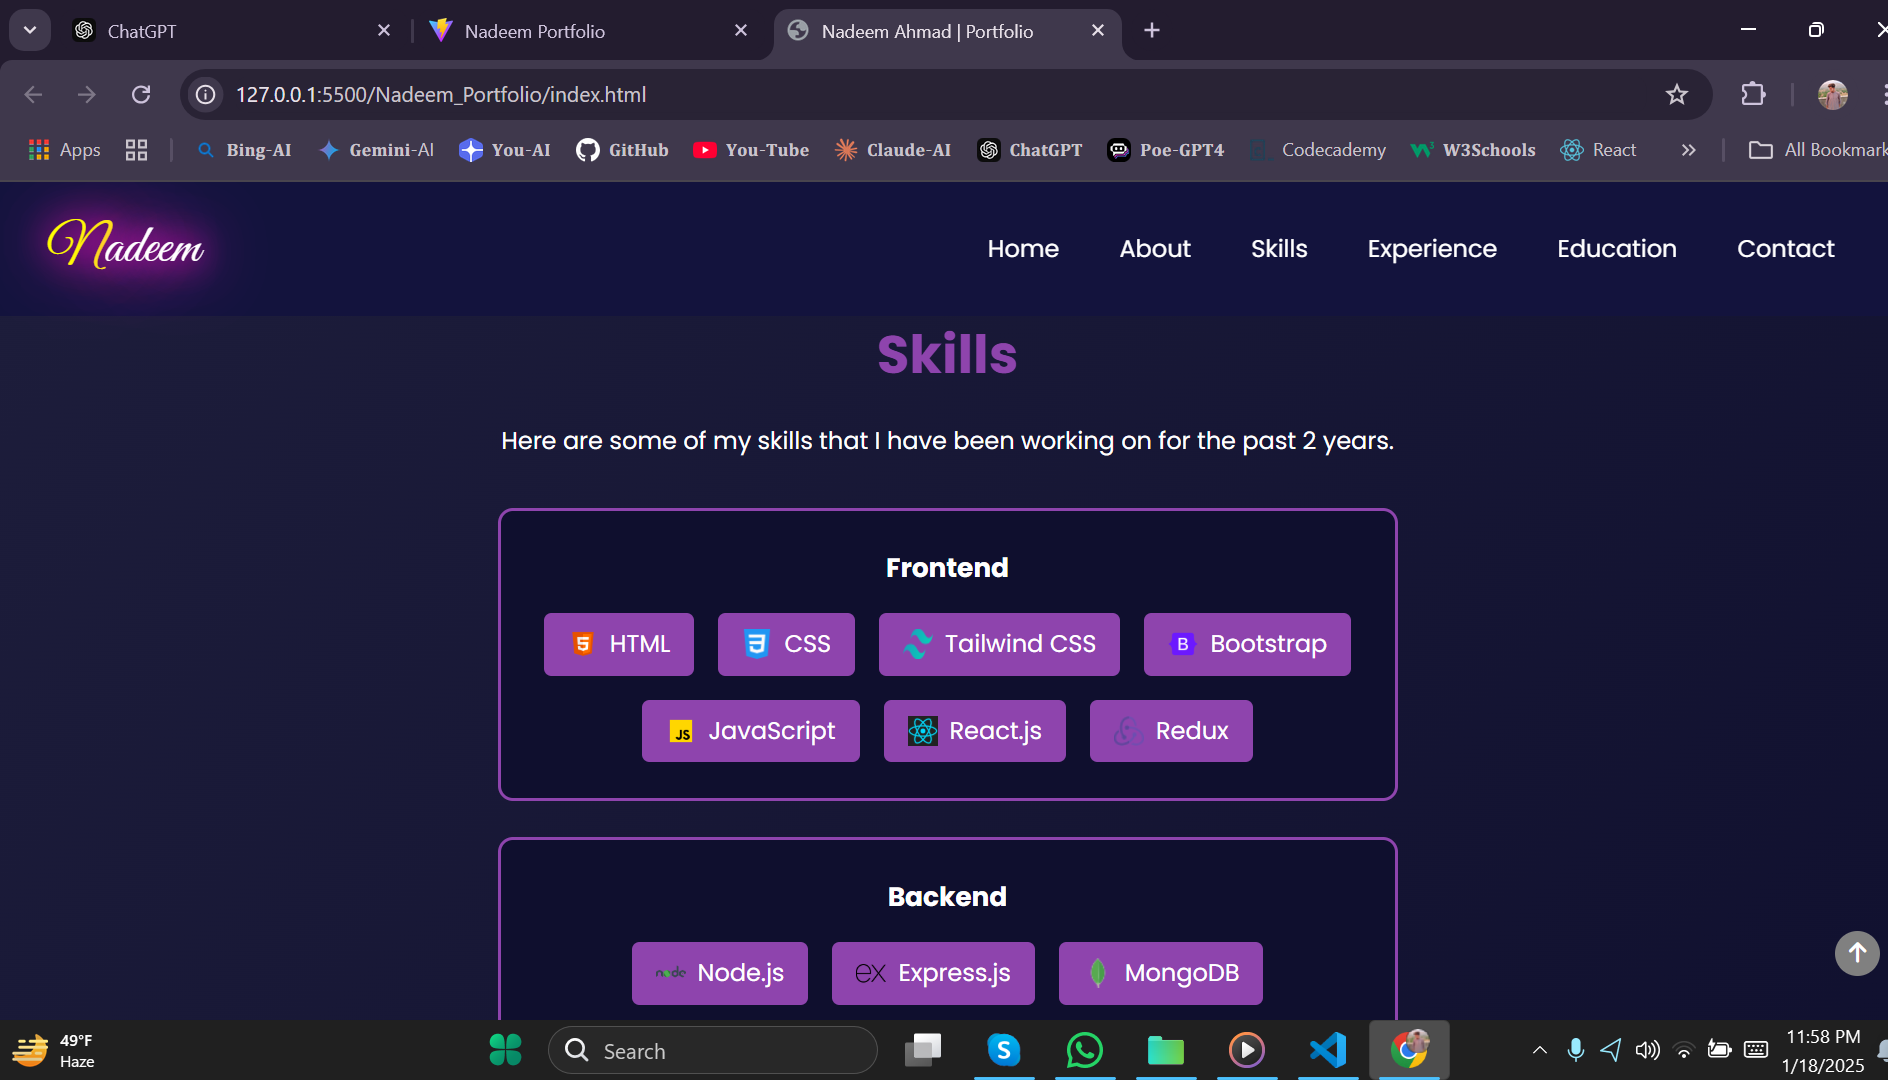 ChatGPT
Nadeem Portfolio
Nadeem Ahmad | Portfolio
127.0.0.1:5500/Nadeem_Portfolio/index.html
Apps
Bing-AI
Gemini-AI
You-AI
GitHub
You-Tube
Claude-AI
ChatGPT
Poe-GPT4
Codecademy
W3Schools
React
All Bookmark
Nadeem
Home
About
Skills
Experience
Education
Contact
Skills
Here are some of my skills that I have been working on for the past 2 years.
Frontend
HTML
CSS
Tailwind CSS
B
Bootstrap
JS
JavaScript
React.js
Redux
Backend
node
Node.js
ex
Express.js
MongoDB
49°F
Haze
Search
11:58 PM
1/18/2025